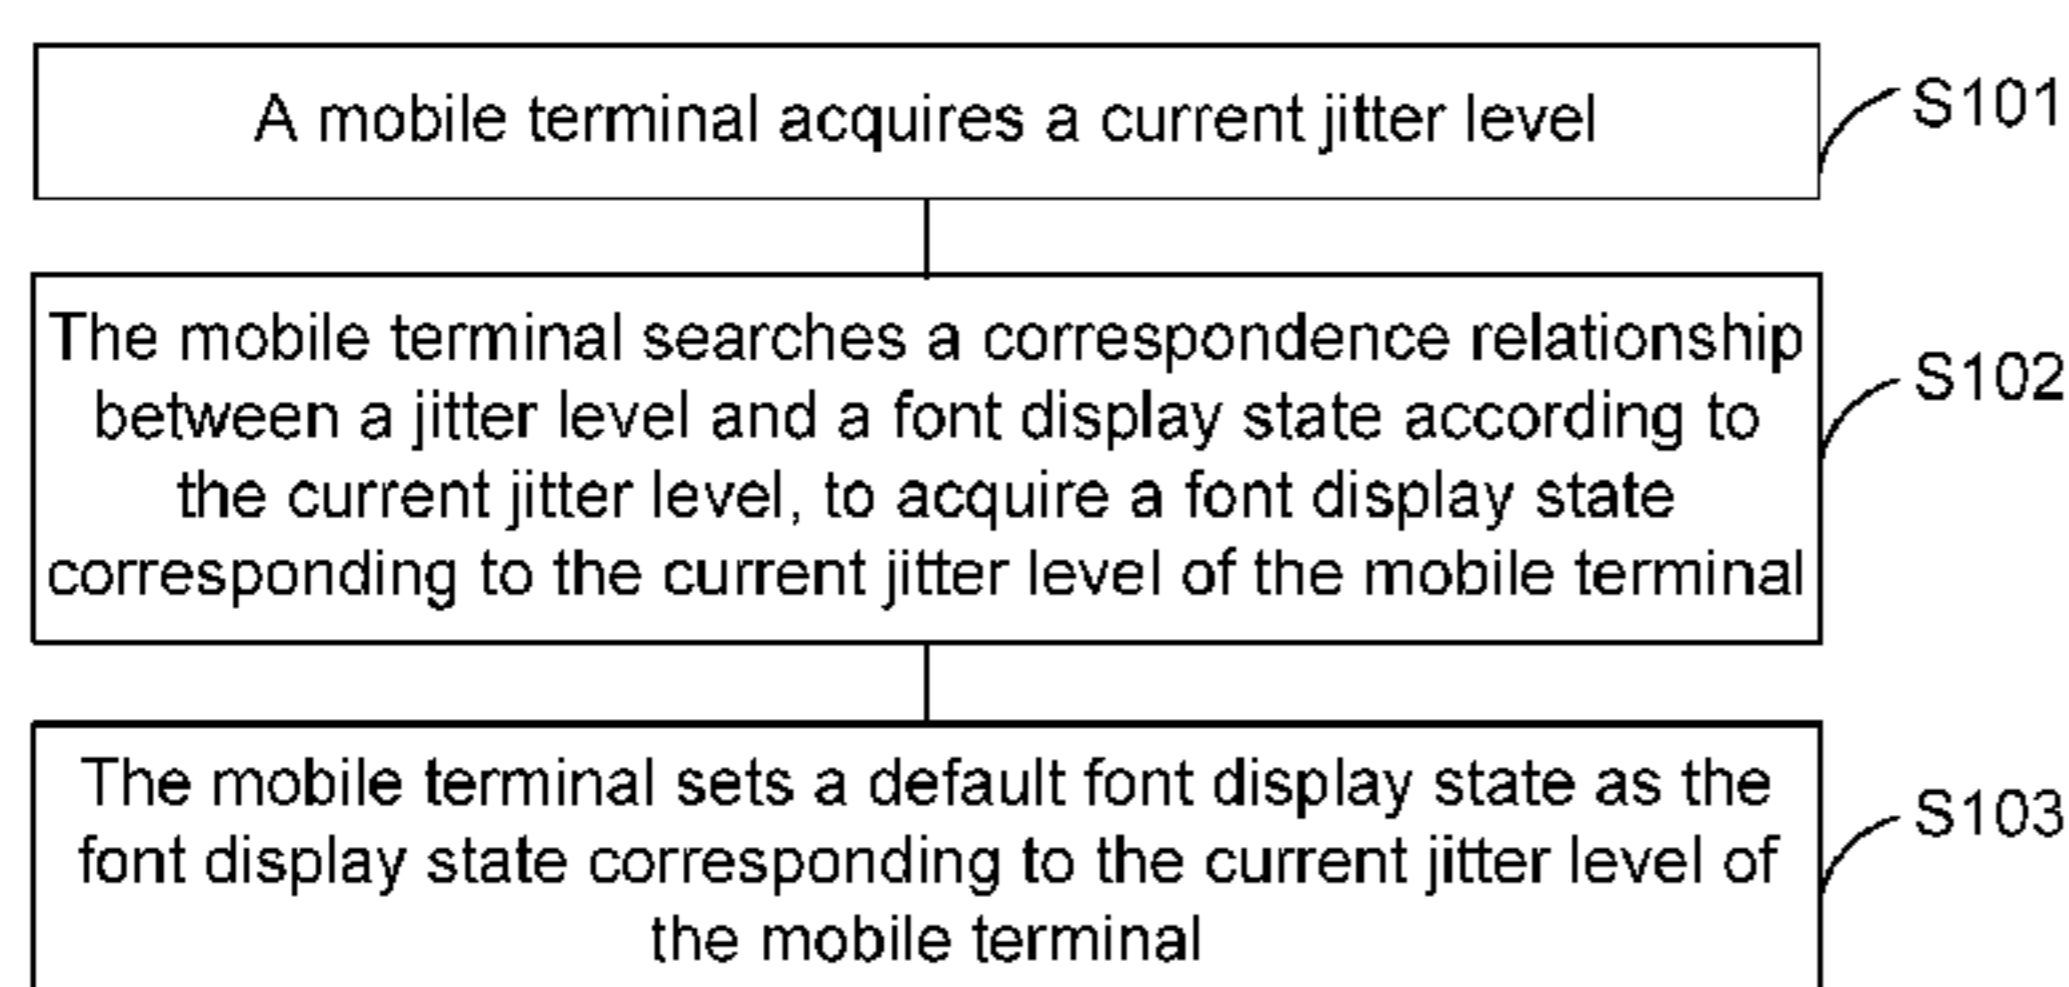 A mobile terminal acquires a current jitter level
S101
The mobile terminal searches a correspondence relationship
between a jitter level and a font display state according to
the current jitter level, to acquire a font display state
corresponding to the current jitter level of the mobile terminal
S102
The mobile terminal sets a default font display state as the
font display state corresponding to the current jitter level of
the mobile terminal
S103